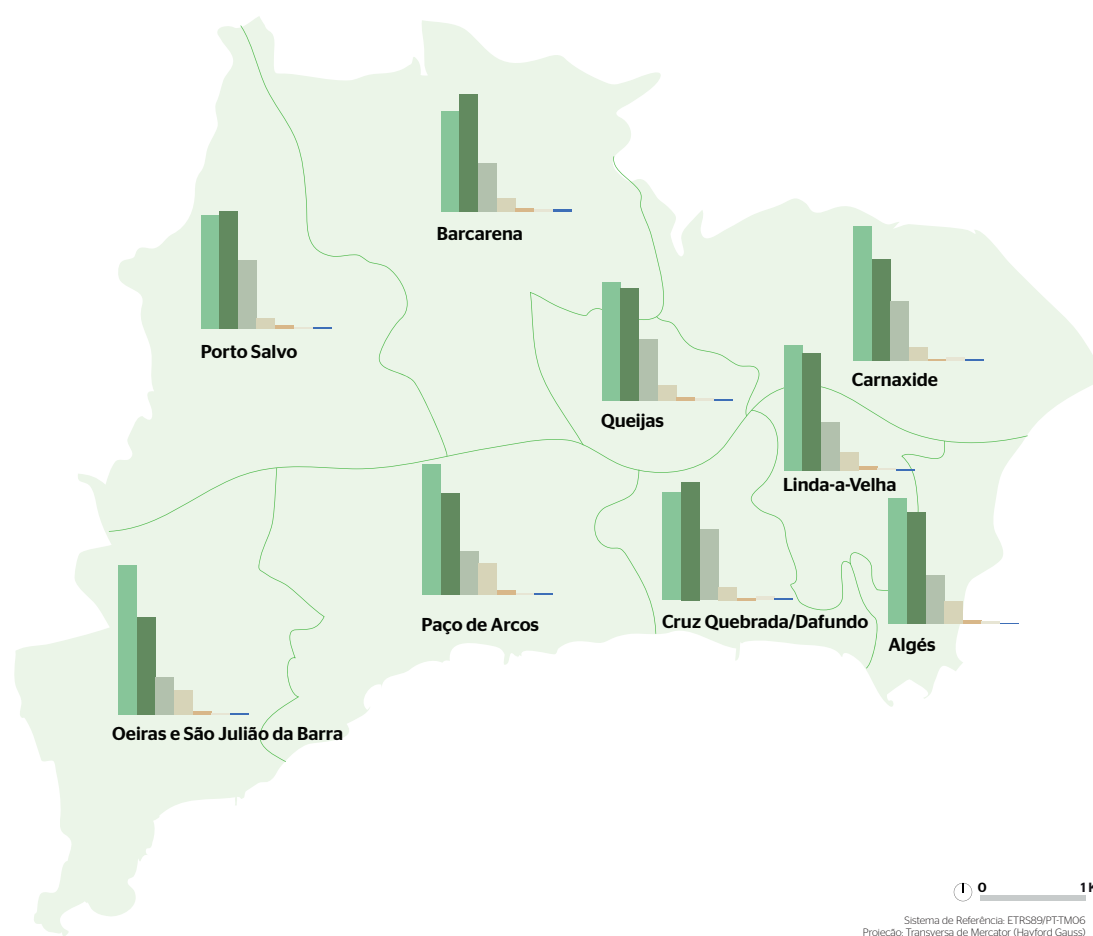 Barcarena
Porto Salvo
Carnaxide
Queijas
Linda-a-Velha
Paço de Arcos
Cruz Quebrada/Dafundo
Algés
Oeiras e São Julião da Barra
0 1 K
Sistema de Referência: ETRS89/PT-TM06
Projeção: Transversa de Mercator (Hayford Gauss)